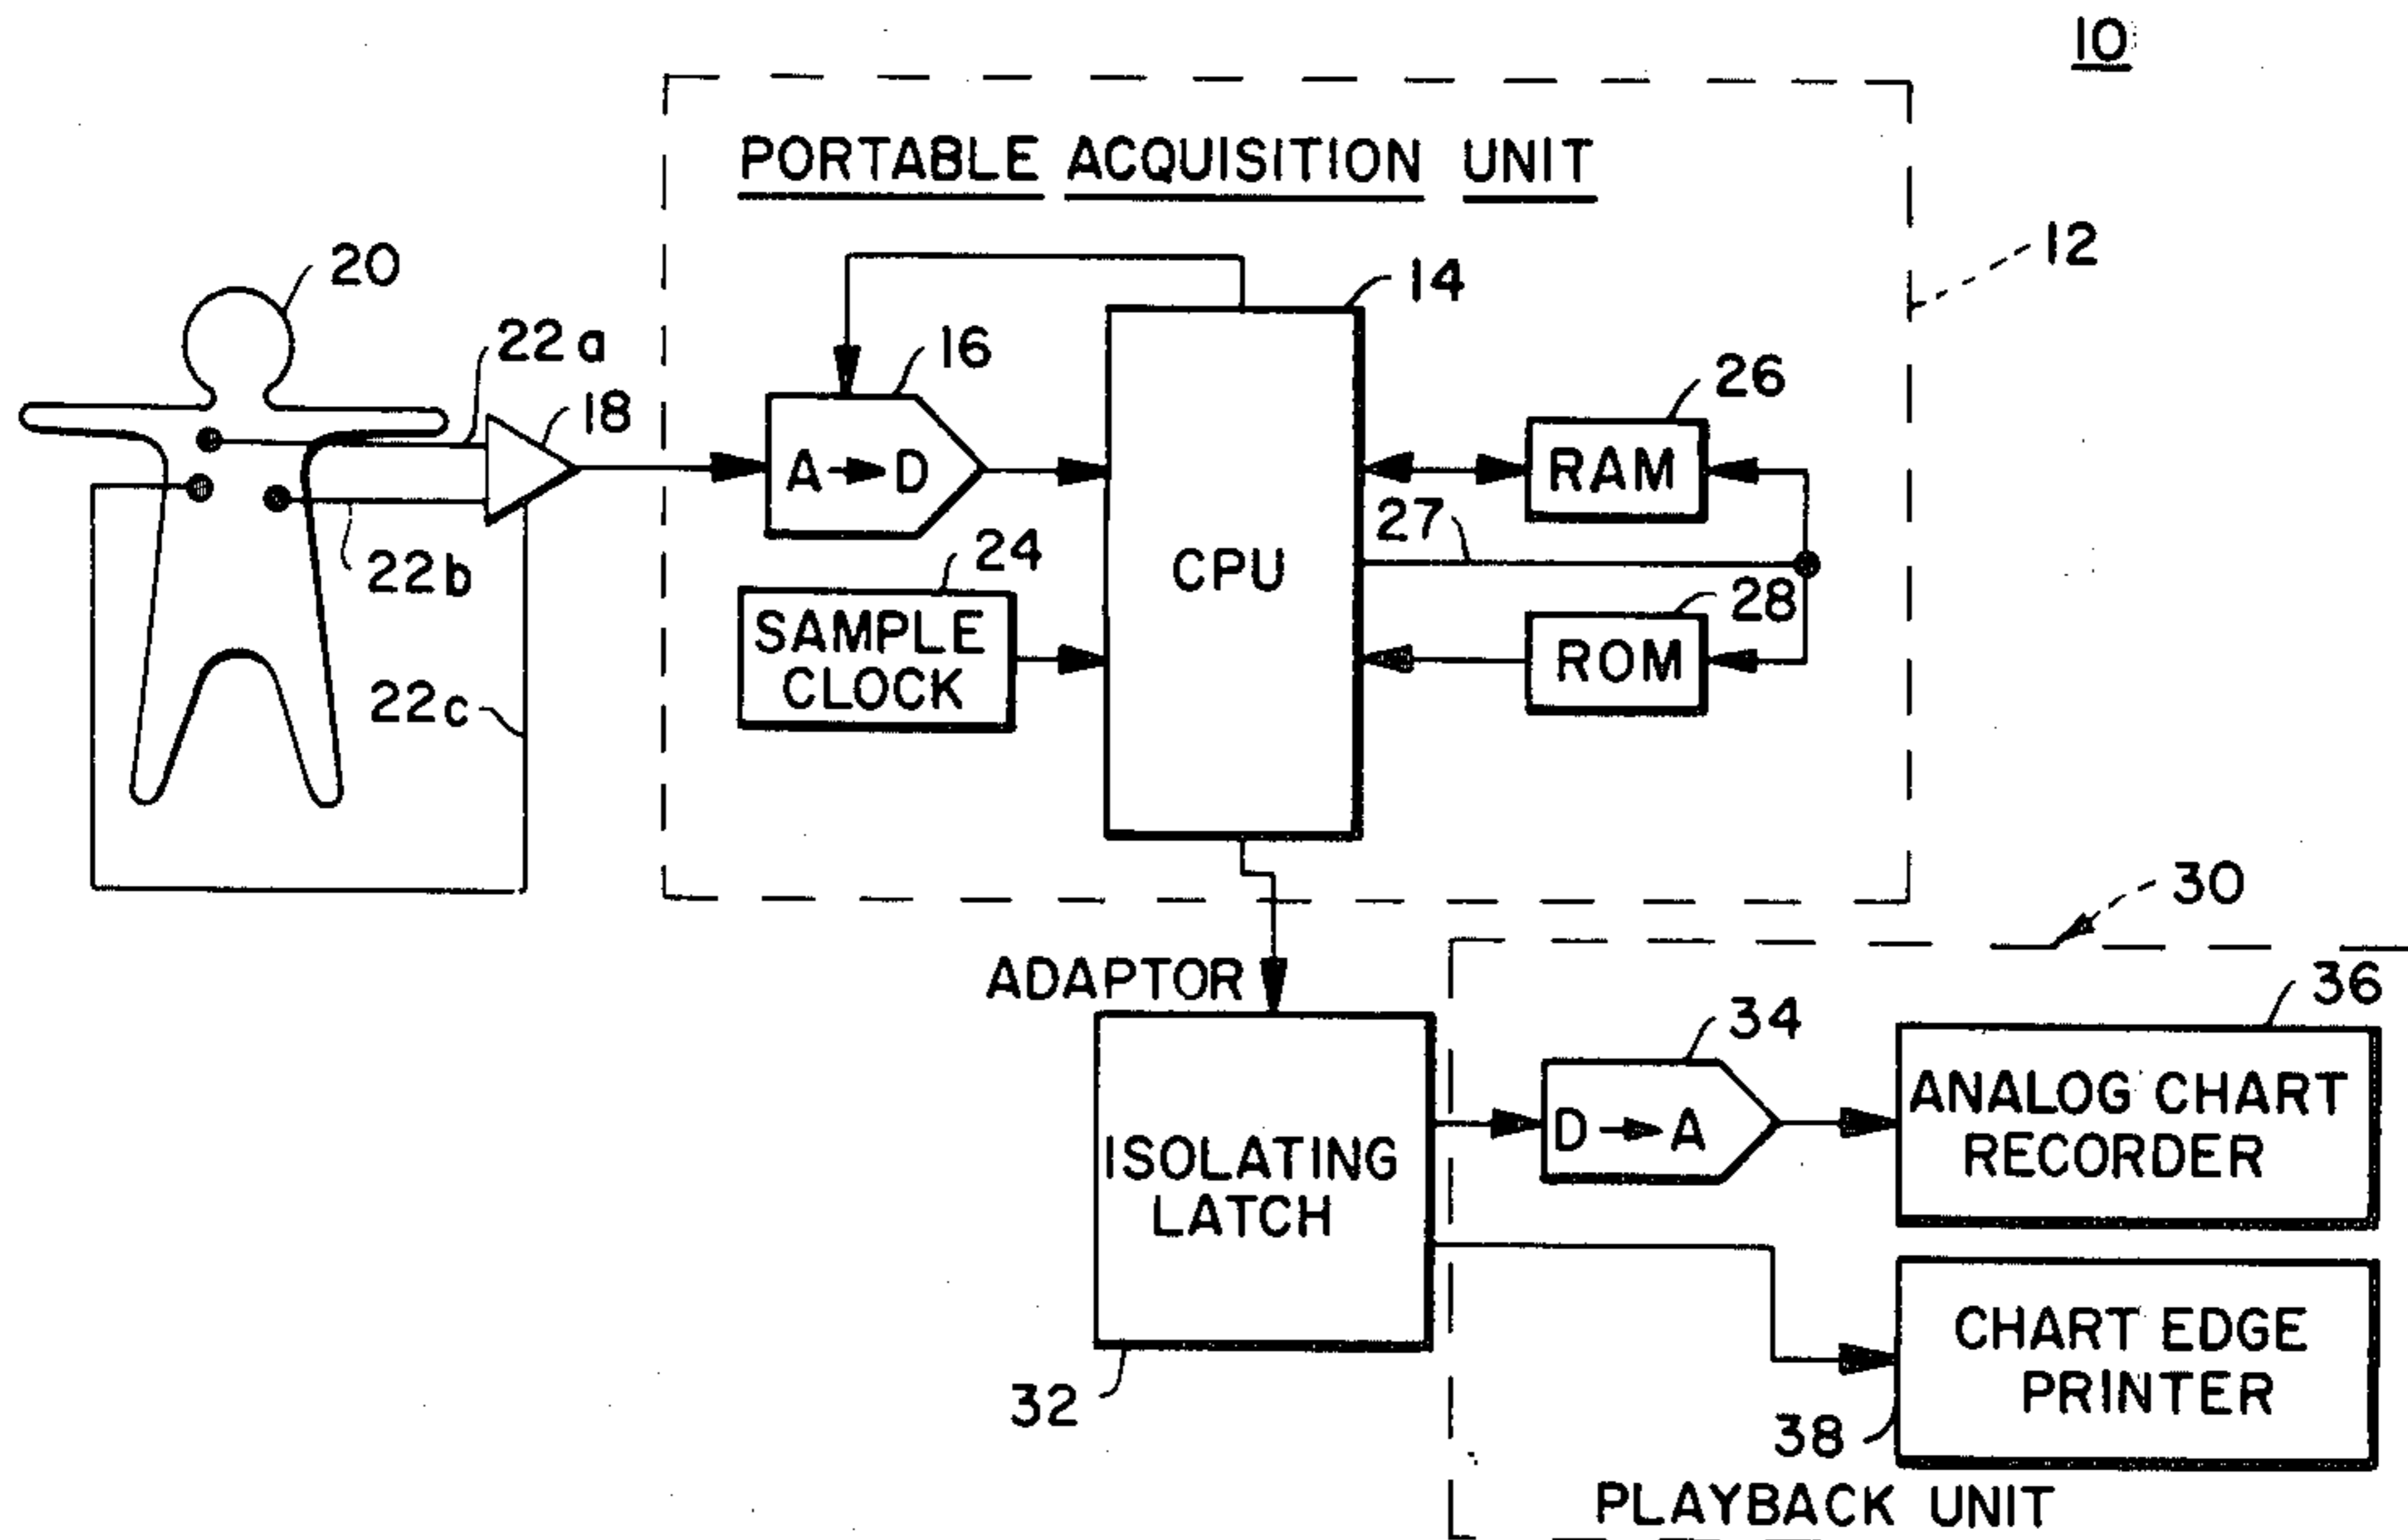 10
PORTABLE ACQUISITION UNIT
12
20
14
22a
16
18
26
A → D
RAM
27
24
CPU
22b
28
SAMPLE
CLOCK
ROM
22c
30
ADAPTOR
36
34
ANALOG CHART
RECORDER
D → A
ISOLATING
LATCH
CHART EDGE
PRINTER
32
38
PLAYBACK UNIT